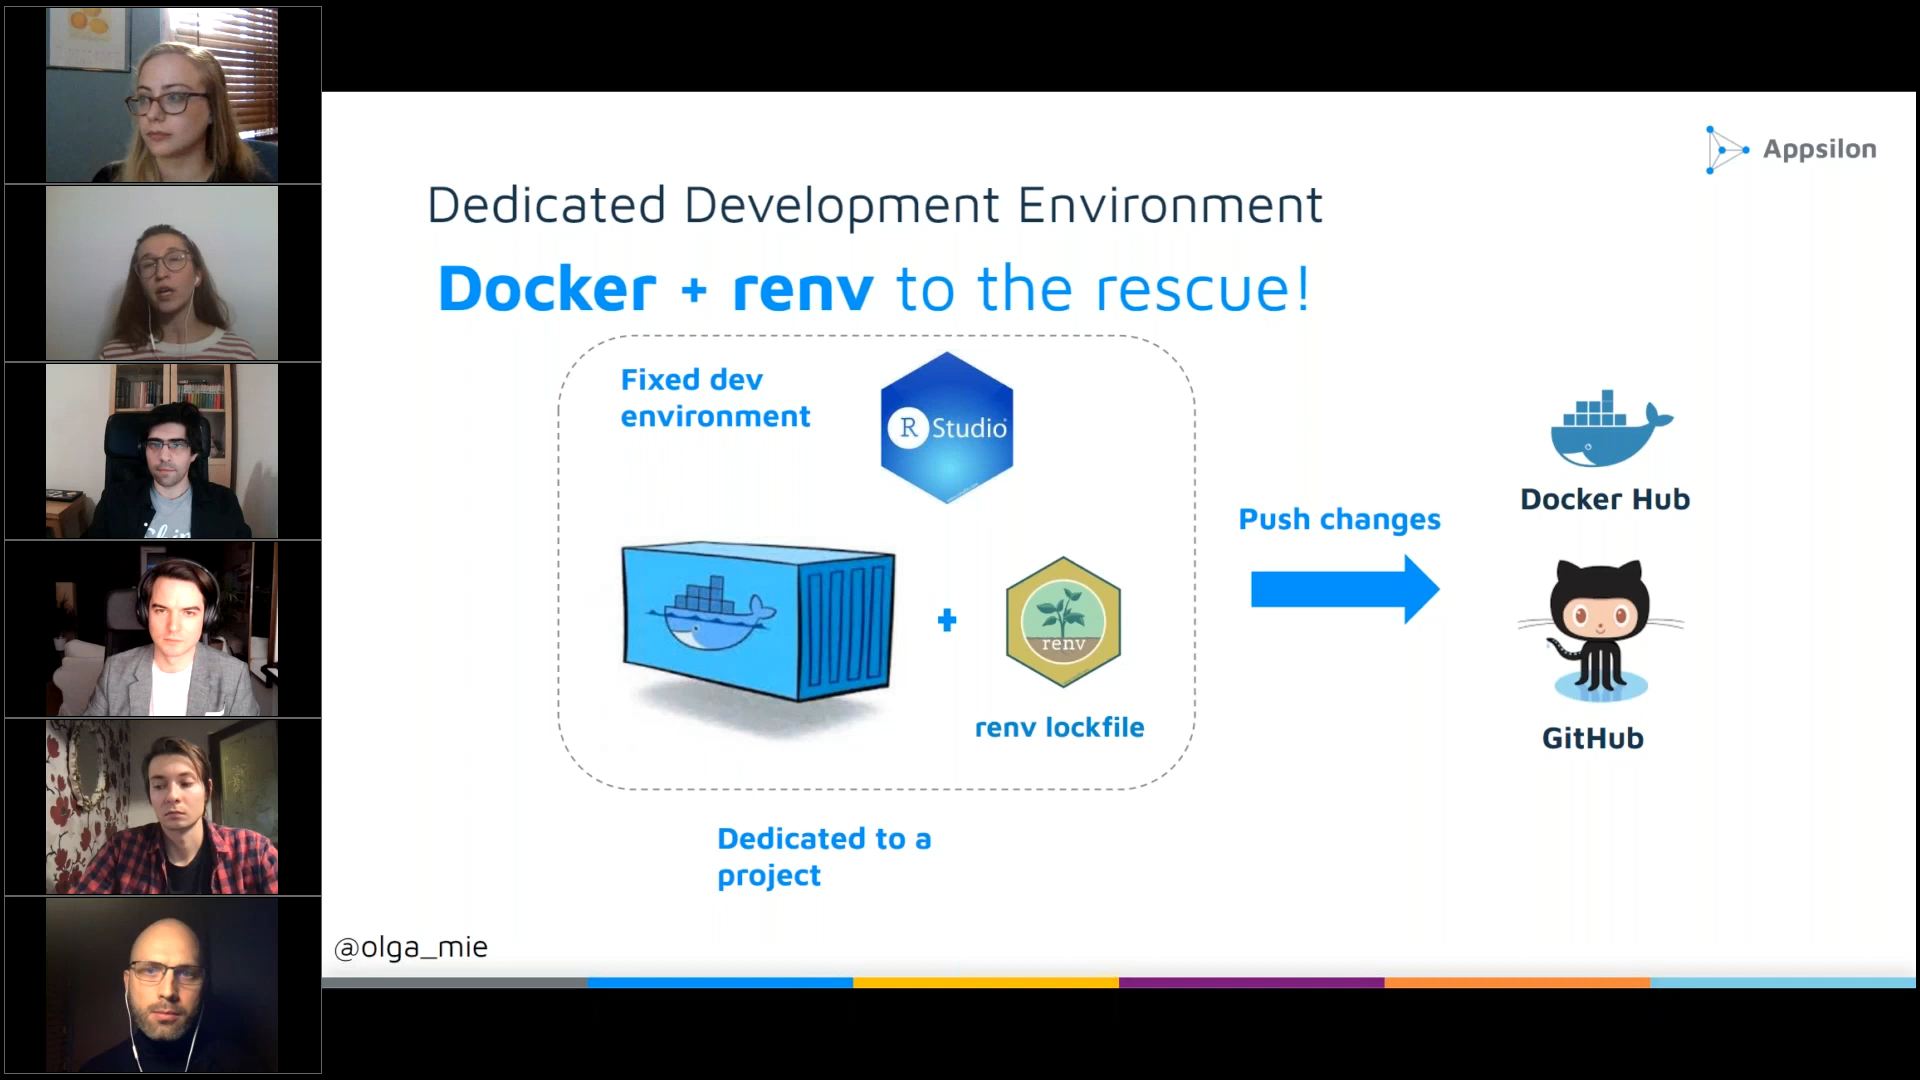 Appsilon
Dedicated Development Environment
Docker + renv to the rescue!
Fixed dev
environment
R Studio
Push changes
Docker Hub
+
renv
renv lockfile
GitHub
Dedicated to a
project
@olga_mie